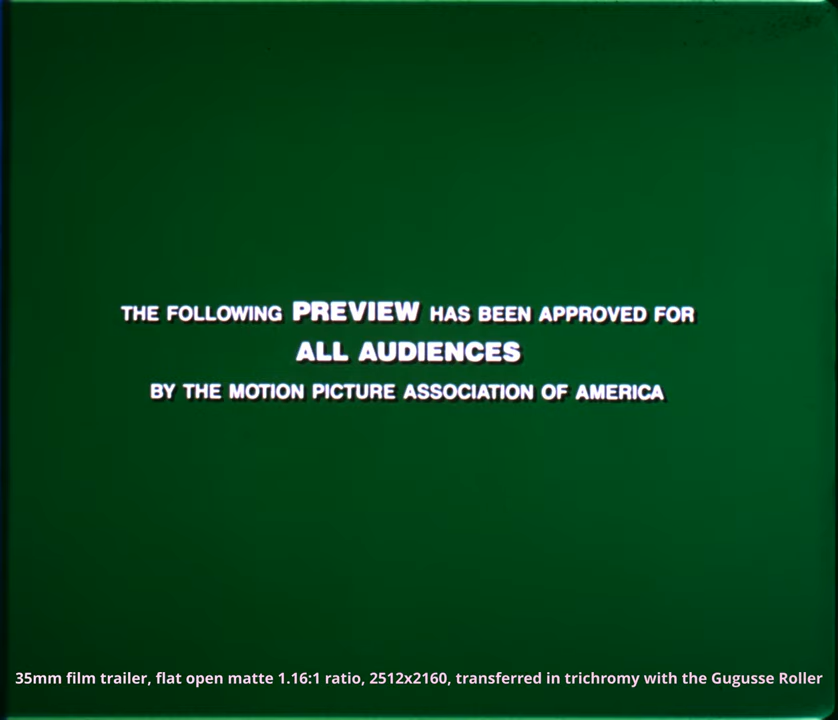 THE FOLLOWING PREVIEW HAS BEEN APPROVED FOR
ALL AUDIENCES
BY THE MOTION PICTURE ASSOCIATION OF AMERICA
35mm film trailer, flat open matte 1.16:1 ratio, 2512x2160, transferred in trichromy with the Gugusse Roller